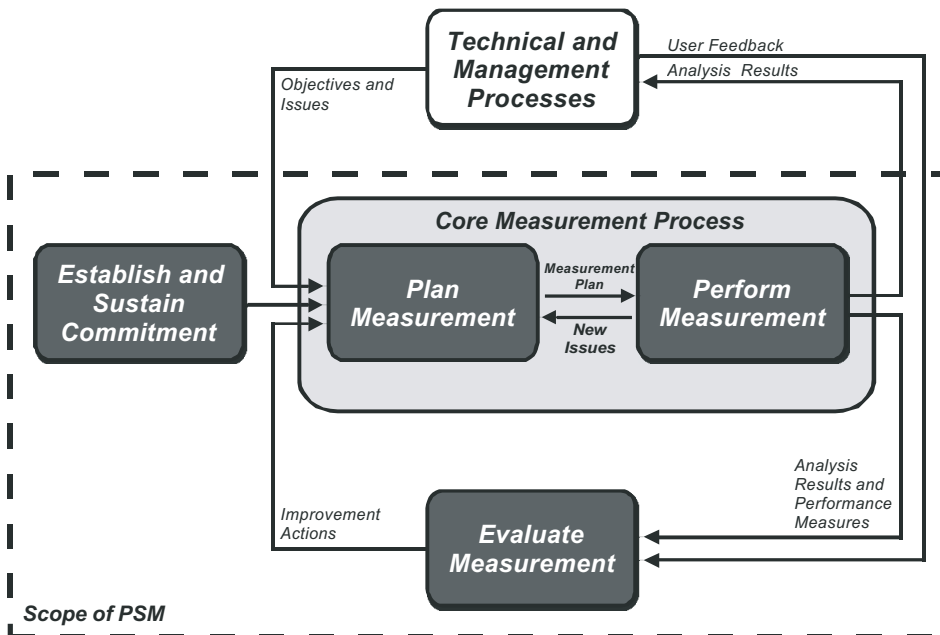 Technical and
Management
Processes
User Feedback
Analysis Results
Objectives and
Issues
Core Measurement Process
Establish and
Sustain
Commitment
Plan
Measurement
Measurement
Plan
New
Issues
Perform
Measurement
Analysis
Results and
Performance
Measures
Improvement
Actions
Evaluate
Measurement
Scope of PSM